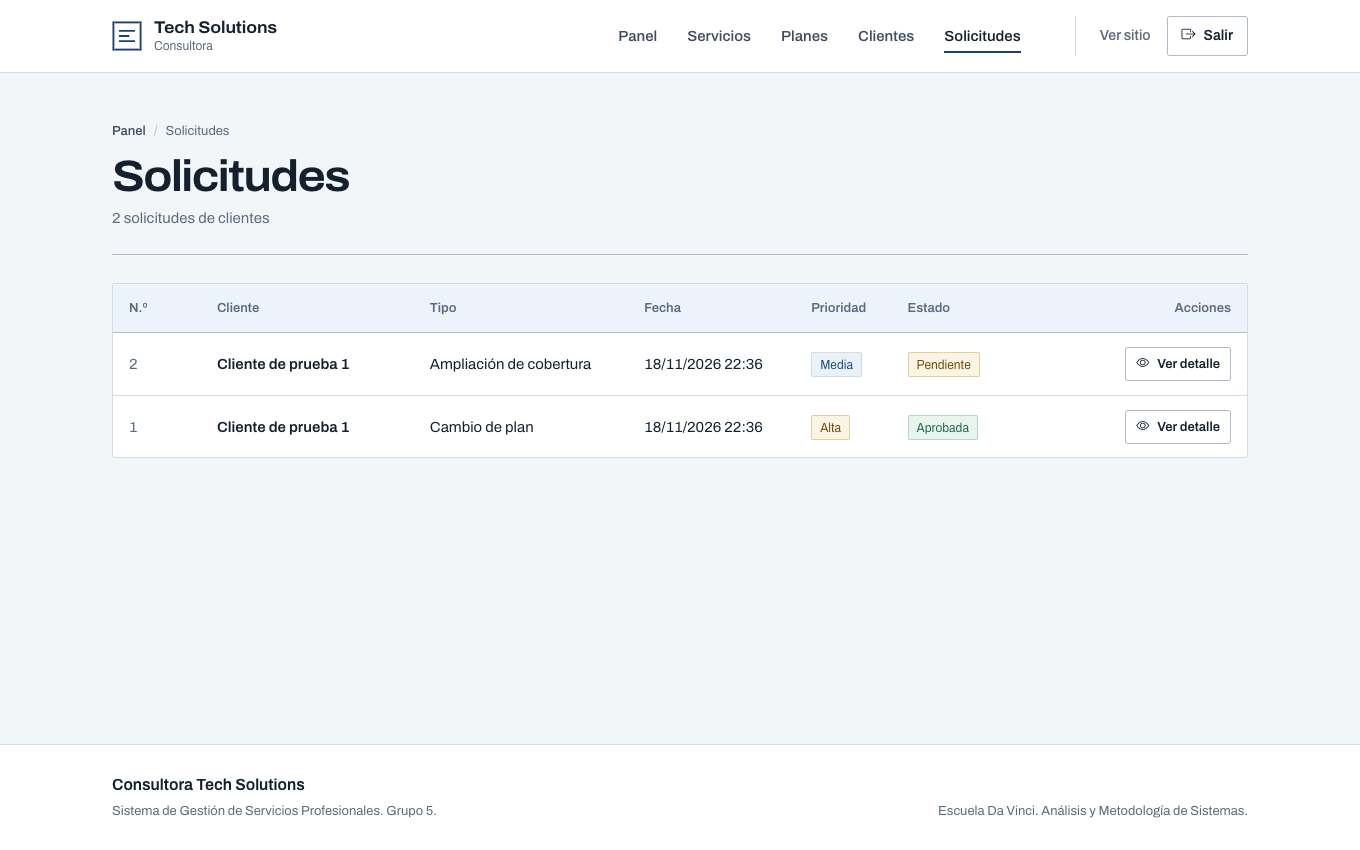 Tech Solutions
Consultora
Panel Servicios Planes Clientes Solicitudes Ver sitio Salir
Panel / Solicitudes
Solicitudes
2 solicitudes de clientes
N.º Cliente Tipo Fecha Prioridad Estado Acciones
2 Cliente de prueba 1 Ampliación de cobertura 18/11/2026 22:36 Media Pendiente Ver detalle
1 Cliente de prueba 1 Cambio de plan 18/11/2026 22:36 Alta Aprobada Ver detalle
Consultora Tech Solutions
Sistema de Gestión de Servicios Profesionales. Grupo 5. Escuela Da Vinci. Análisis y Metodología de Sistemas.